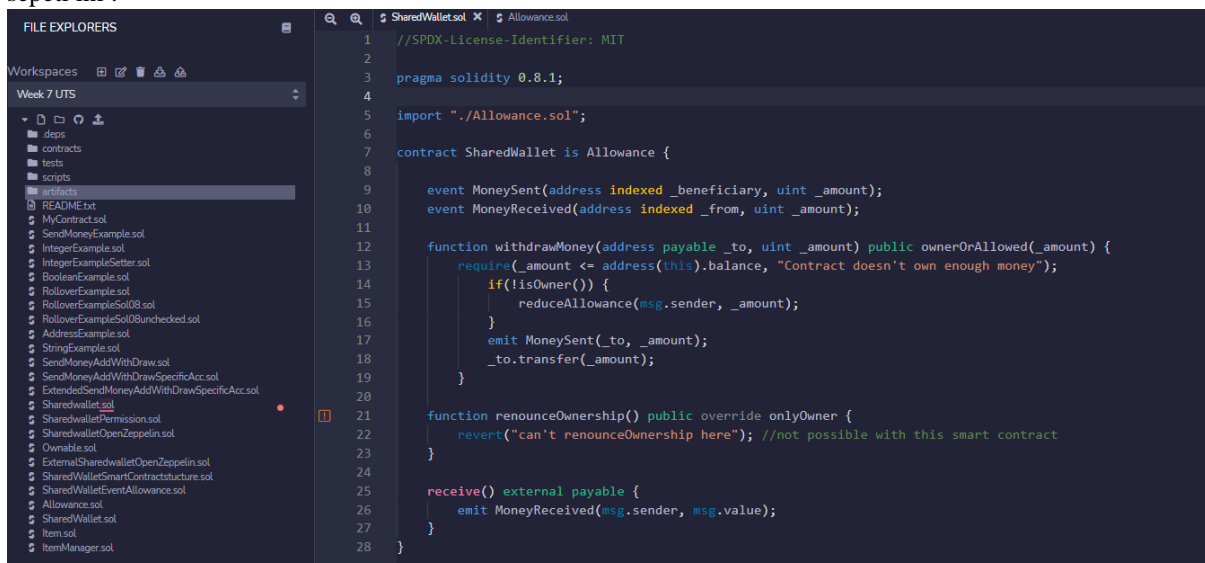 FILE EXPLORERS
Workspaces
Week 7 UTS
.deps
contracts
tests
scripts
artifacts
README.txt
MyContract.sol
SendMoneyExample.sol
IntegerExample.sol
IntegerExampleSetter.sol
BooleanExample.sol
RolloverExample.sol
RolloverExampleSol08.sol
RolloverExampleSol08unchecked.sol
AddressExample.sol
StringExample.sol
SendMoneyAddWithDraw.sol
SendMoneyAddWithDrawSpecificAcc.sol
ExtendedSendMoneyAddWithDrawSpecificAcc.sol
Sharedwallet.sol
SharedwalletPermission.sol
SharedwalletOpenZeppelin.sol
Ownable.sol
ExternalSharedwalletOpenZeppelin.sol
SharedWalletSmartContractstucture.sol
SharedWalletEventAllowance.sol
Allowance.sol
SharedWallet.sol
Item.sol
ItemManager.sol
SharedWallet.sol Allowance.sol
1 //SPDX-License-Identifier: MIT
2
3 pragma solidity 0.8.1;
4
5 import "./Allowance.sol";
6
7 contract SharedWallet is Allowance {
8
9 event MoneySent(address indexed _beneficiary, uint _amount);
10 event MoneyReceived(address indexed _from, uint _amount);
11
12 function withdrawMoney(address payable _to, uint _amount) public ownerOrAllowed(_amount) {
13 require(_amount <= address(this).balance, "Contract doesn't own enough money");
14 if(!isOwner()) {
15 reduceAllowance(msg.sender, _amount);
16 }
17 emit MoneySent(_to, _amount);
18 _to.transfer(_amount);
19 }
20
21 function renounceOwnership() public override onlyOwner {
22 revert("can't renounceOwnership here"); //not possible with this smart contract
23 }
24
25 receive() external payable {
26 emit MoneyReceived(msg.sender, msg.value);
27 }
28 }